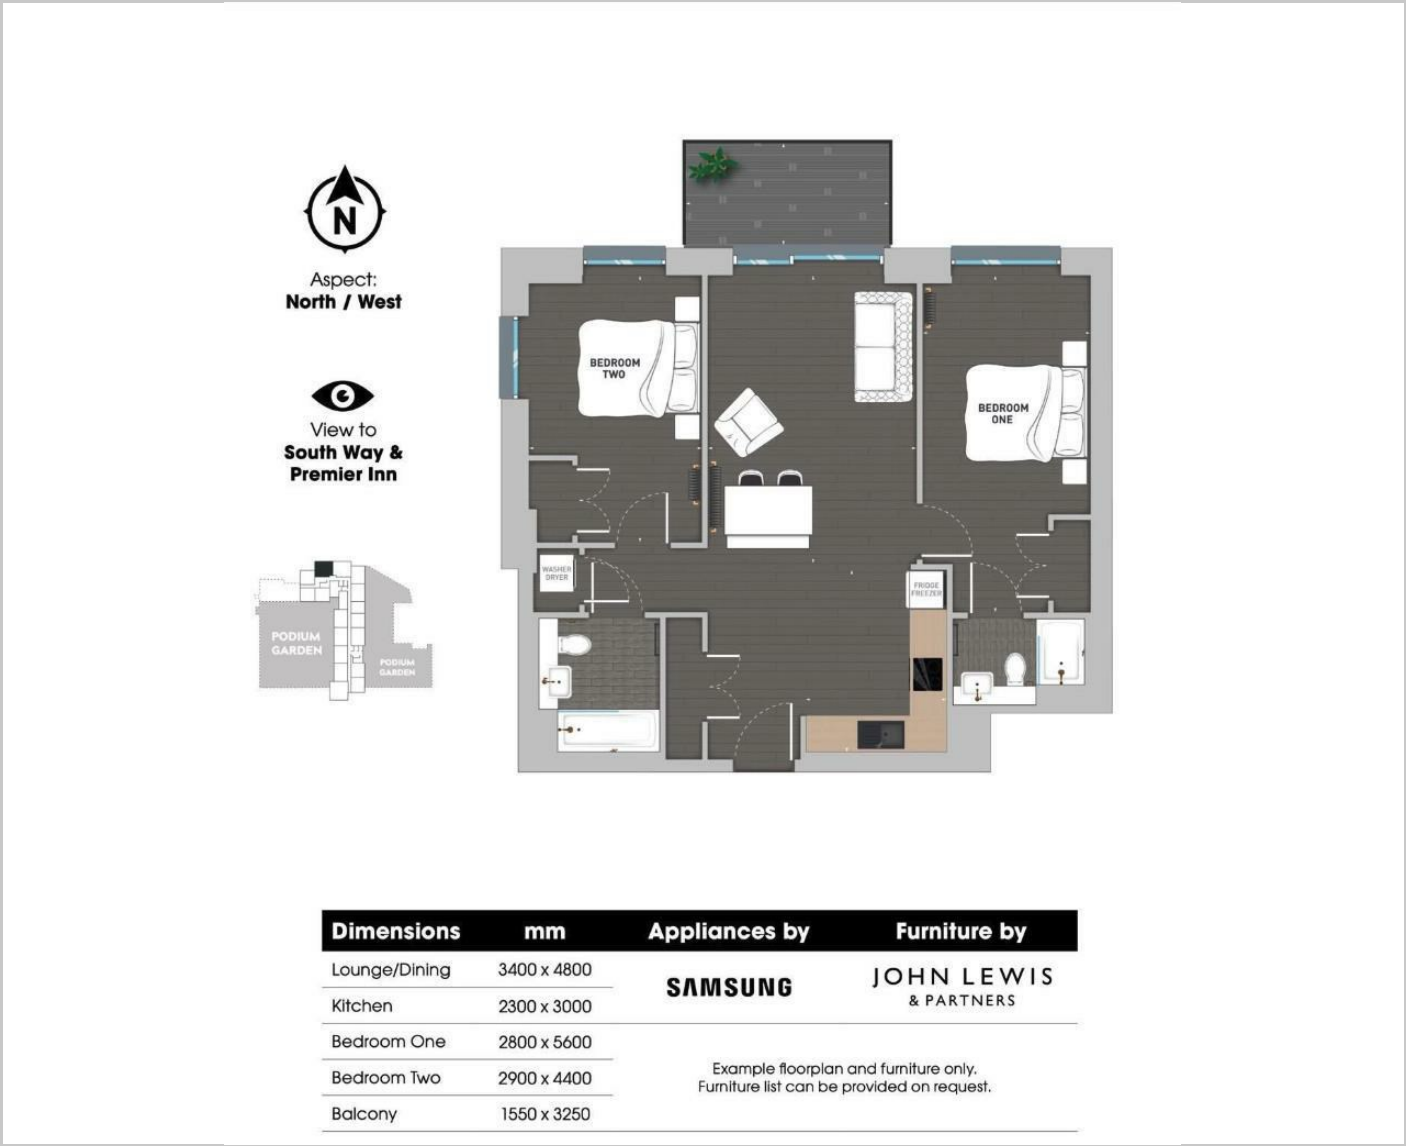 N
Aspect:
North / West
View to
South Way &
Premier Inn
PODIUM
GARDEN
PODIUM
GARDEN
BEDROOM
TWO
BEDROOM
ONE
WASHER
DRYER
FRIDGE
FREEZER
Dimensions mm Appliances by Furniture by
Lounge/Dining 3400 x 4800
Kitchen 2300 x 3000
Bedroom One 2800 x 5600
Bedroom Two 2900 x 4400
Balcony 1550 x 3250
SAMSUNG
JOHN LEWIS
& PARTNERS
Example floorplan and furniture only.
Furniture list can be provided on request.